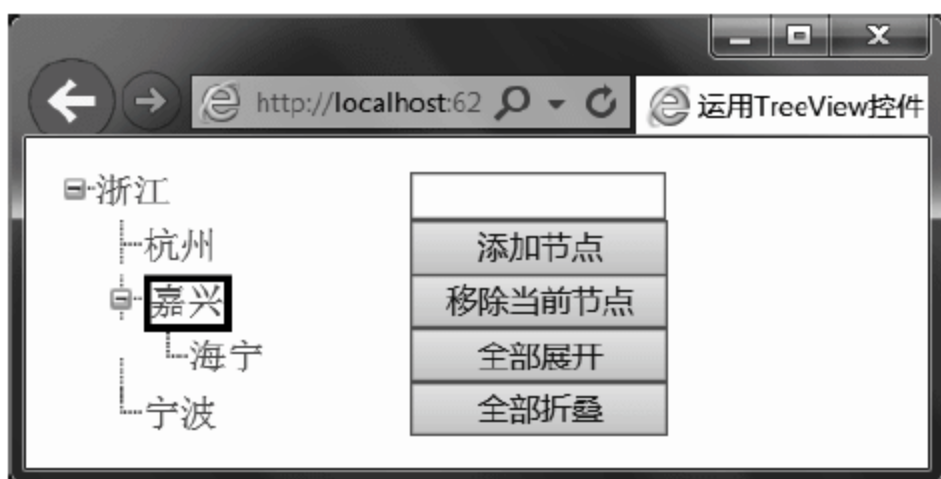 http://localhost:62
运用TreeView控件
浙江
杭州
嘉兴
海宁
宁波
添加节点
移除当前节点
全部展开
全部折叠